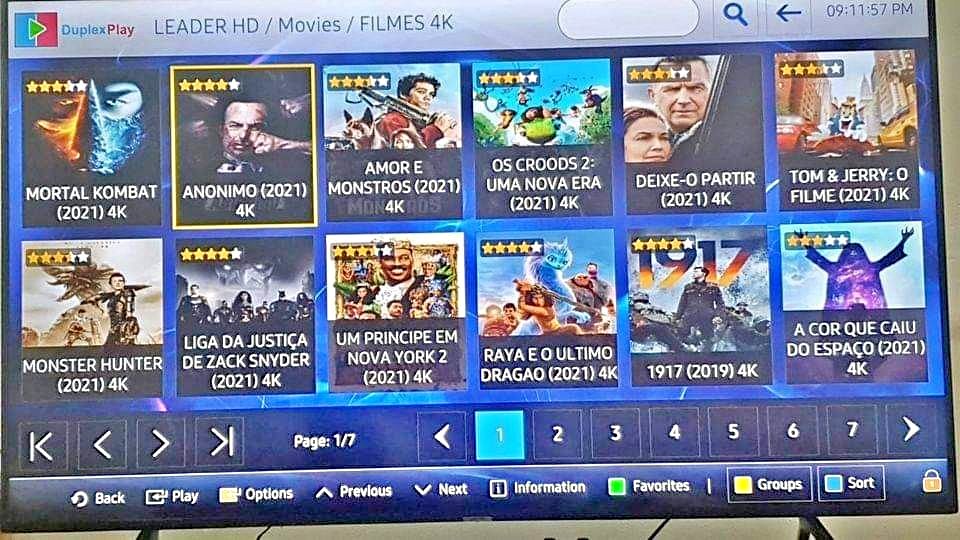 DuplexPlay
LEADER HD / Movies / FILMES 4K
09:11:57 PM
MORTAL KOMBAT
(2021) 4K
ANONIMO (2021)
4K
AMOR E
MONSTROS (2021)
4K
OS CROODS 2:
UMA NOVA ERA
(2021) 4K
DEIXE-O PARTIR
(2021) 4K
TOM & JERRY: O
FILME (2021) 4K
MONSTER HUNTER
(2021) 4K
LIGA DA JUSTIÇA
DE ZACK SNYDER
(2021) 4K
UM PRINCIPE EM
NOVA YORK 2
(2021) 4K
RAYA E O ULTIMO
DRAGAO (2021) 4K
1917
1917 (2019) 4K
A COR QUE CAIU
DO ESPAÇO (2021)
4K
Page: 1/7
1 2 3 4 5 6 7
Back Play Options Previous Next i Information Favorites | Groups Sort